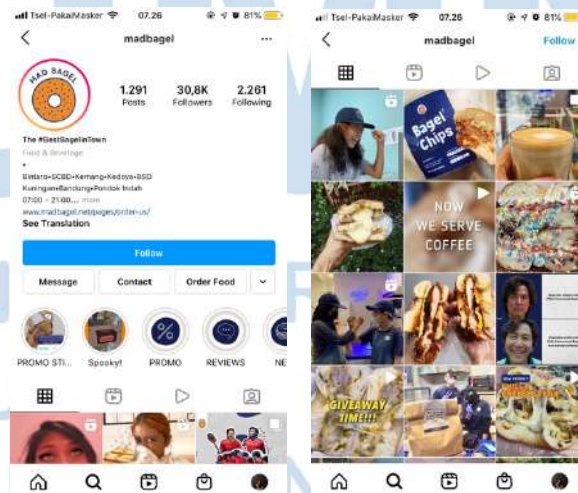 Tsel-PakaiMasker 07.26 81%
madbagel
MAD BAGEL
1.291 30,8K 2.261
Posts Followers Following
The #BestBagelinTown
Food & Beverage
Bintaro•SCBD•Kemang•Kedoya•BSD
Kuningan•Bandung•Pondok Indah
07:00 - 21:00... more
www.madbagel.net/pages/order-us/
See Translation
Follow
Message Contact Order Food
PROMO STI... Spooky! PROMO REVIEWS NE
Tsel-PakaiMasker 07.26 81%
madbagel Follow
Bagel Chips
NOW
WE SERVE
COFFEE
GIVEAWAY
TIME!!!